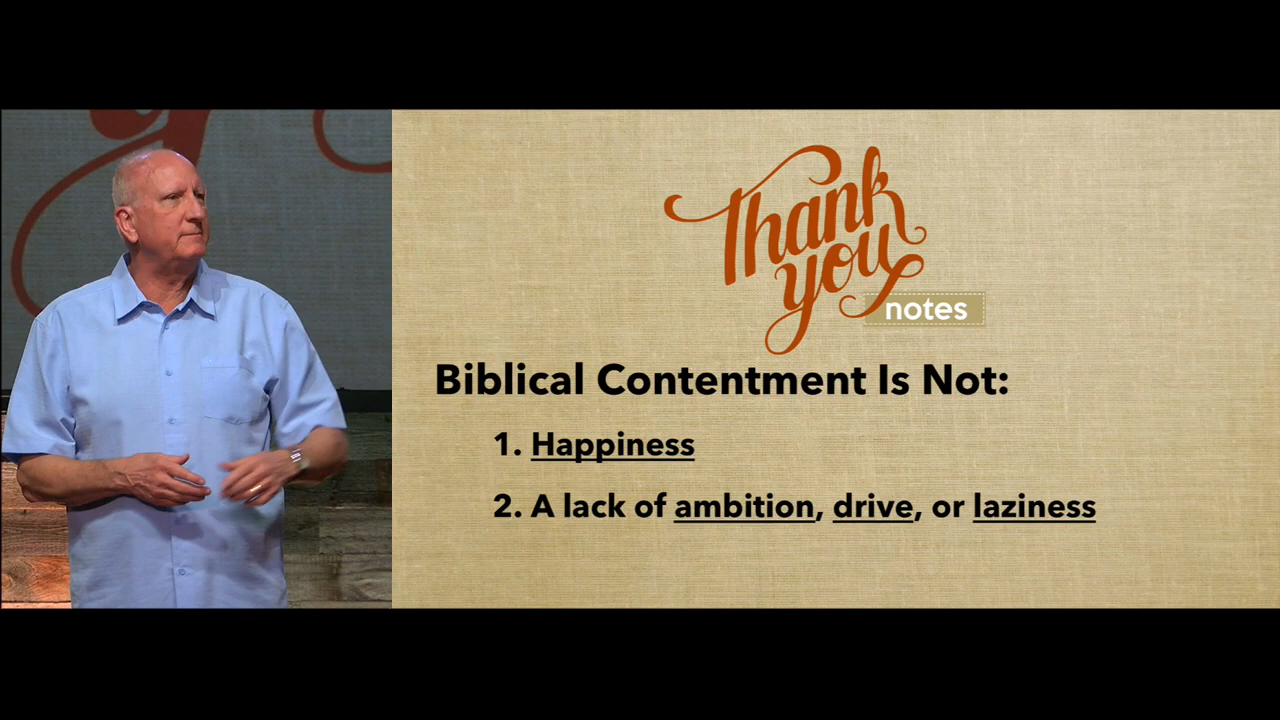 Thank
you
notes
Biblical Contentment Is Not:
1. Happiness
2. A lack of ambition, drive, or laziness